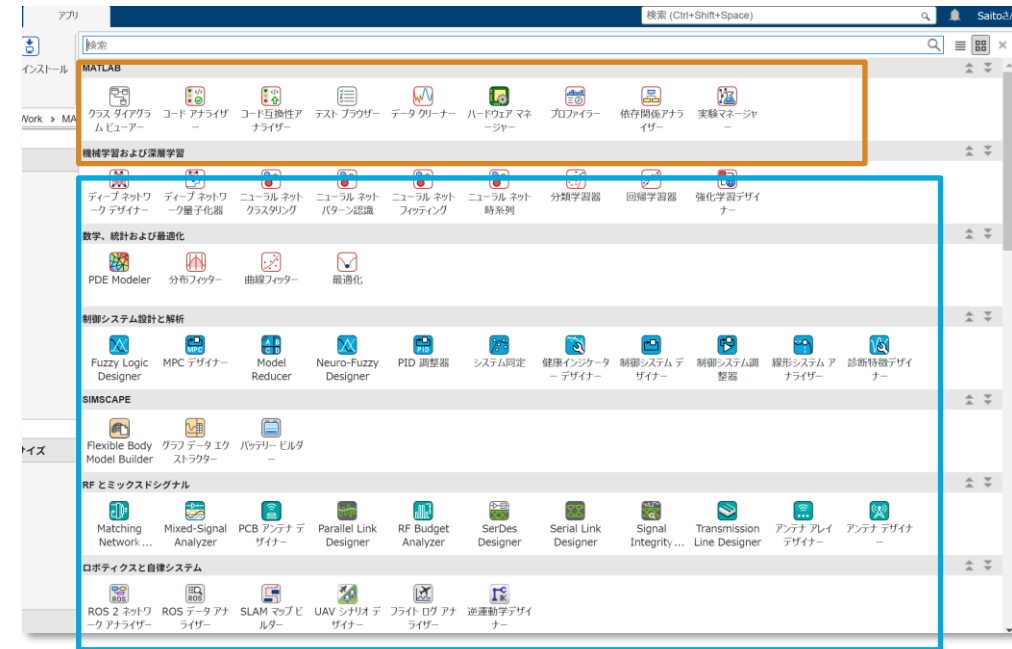 アプリ
検索 (Ctrl+Shift+Space)
検索
インストール
MATLAB
クラス ダイアグラ コード アナライザ コード互換性ア テスト ブラウザー データ クリーナー ハードウェア マネ プロファイラー 依存関係アナラ 実験マネージャ
ム ビューアー ー ナライザー ージャー イザー ー
機械学習および深層学習
ディープ ネットワ ディープ ネットワ ニューラル ネット ニューラル ネット ニューラル ネット ニューラル ネット 分類学習器 回帰学習器 強化学習デザイ
ーク デザイナー ーク量子化器 クラスタリング パターン認識 フィッティング 時系列 ナー
数学、統計および最適化
PDE Modeler 分布フィッター 曲線フィッター 最適化
制御システム設計と解析
MPC PID
Fuzzy Logic MPC デザイナー Model Neuro-Fuzzy PID 調整器 システム同定 健康インジケータ 制御システム デ 制御システム調 線形システム ア 診断特徴デザイ
Designer Reducer Designer ー デザイナー ザイナー 整器 ナライザー ナー
SIMSCAPE
Flexible Body グラフ データ エク バッテリー ビルダ
Model Builder ストラクター ー
サイズ
RF とミックスドシグナル
Matching Mixed-Signal PCB アンテナ デ Parallel Link RF Budget SerDes Serial Link Signal Transmission アンテナ アレイ アンテナ デザイナ
Network ... Analyzer ザイナー Designer Analyzer Designer Designer Integrity ... Line Designer デザイナー ー
ロボティクスと自律システム
ROS ROS
ROS 2 ネットワ ROS データ アナ SLAM マップ ビ UAV シナリオ デ フライト ログ アナ 逆運動学デザイ
ーク アナライザー ライザー ルダー ザイナー ライザー ナー